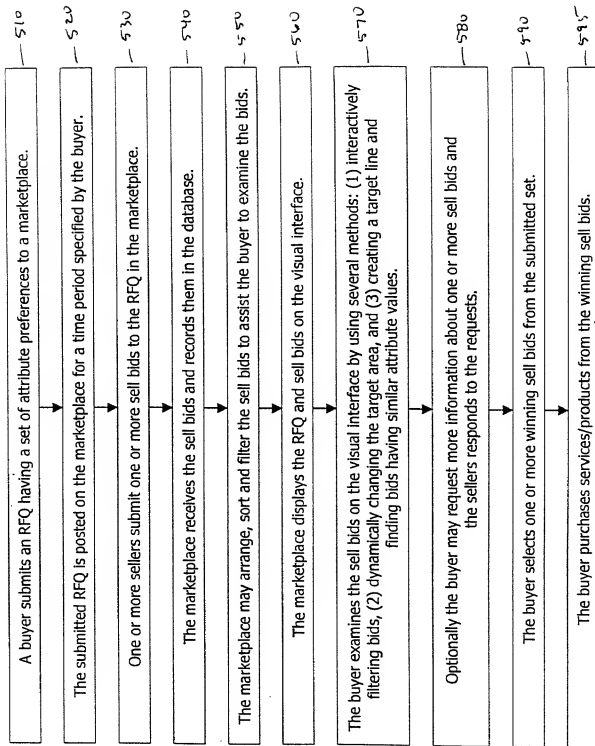 510
A buyer submits an RFQ having a set of attribute preferences to a marketplace.
520
The submitted RFQ is posted on the marketplace for a time period specified by the buyer.
530
One or more sellers submit one or more sell bids to the RFQ in the marketplace.
540
The marketplace receives the sell bids and records them in the database.
550
The marketplace may arrange, sort and filter the sell bids to assist the buyer to examine the bids.
560
The marketplace displays the RFQ and sell bids on the visual interface.
570
The buyer examines the sell bids on the visual interface by using several methods: (1) interactively
filtering bids, (2) dynamically changing the target area, and (3) creating a target line and
finding bids having similar attribute values.
580
Optionally the buyer may request more information about one or more sell bids and
the sellers responds to the requests.
590
The buyer selects one or more winning sell bids from the submitted set.
595
The buyer purchases services/products from the winning sell bids.